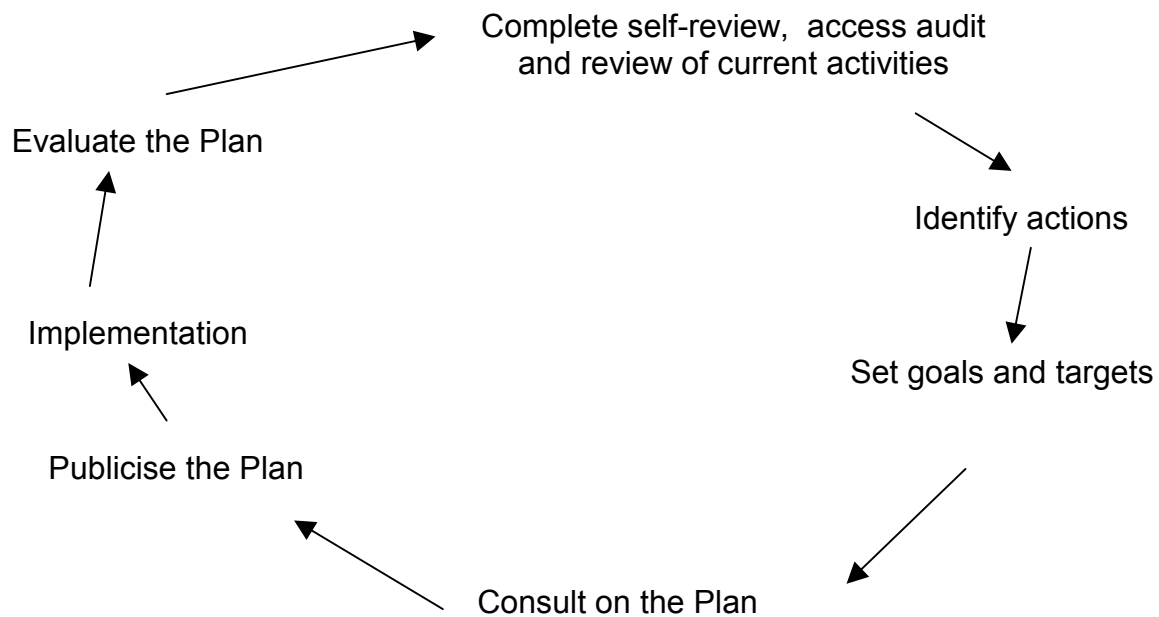 Complete self-review, access audit
and review of current activities
Evaluate the Plan
Identify actions
Implementation
Set goals and targets
Publicise the Plan
Consult on the Plan